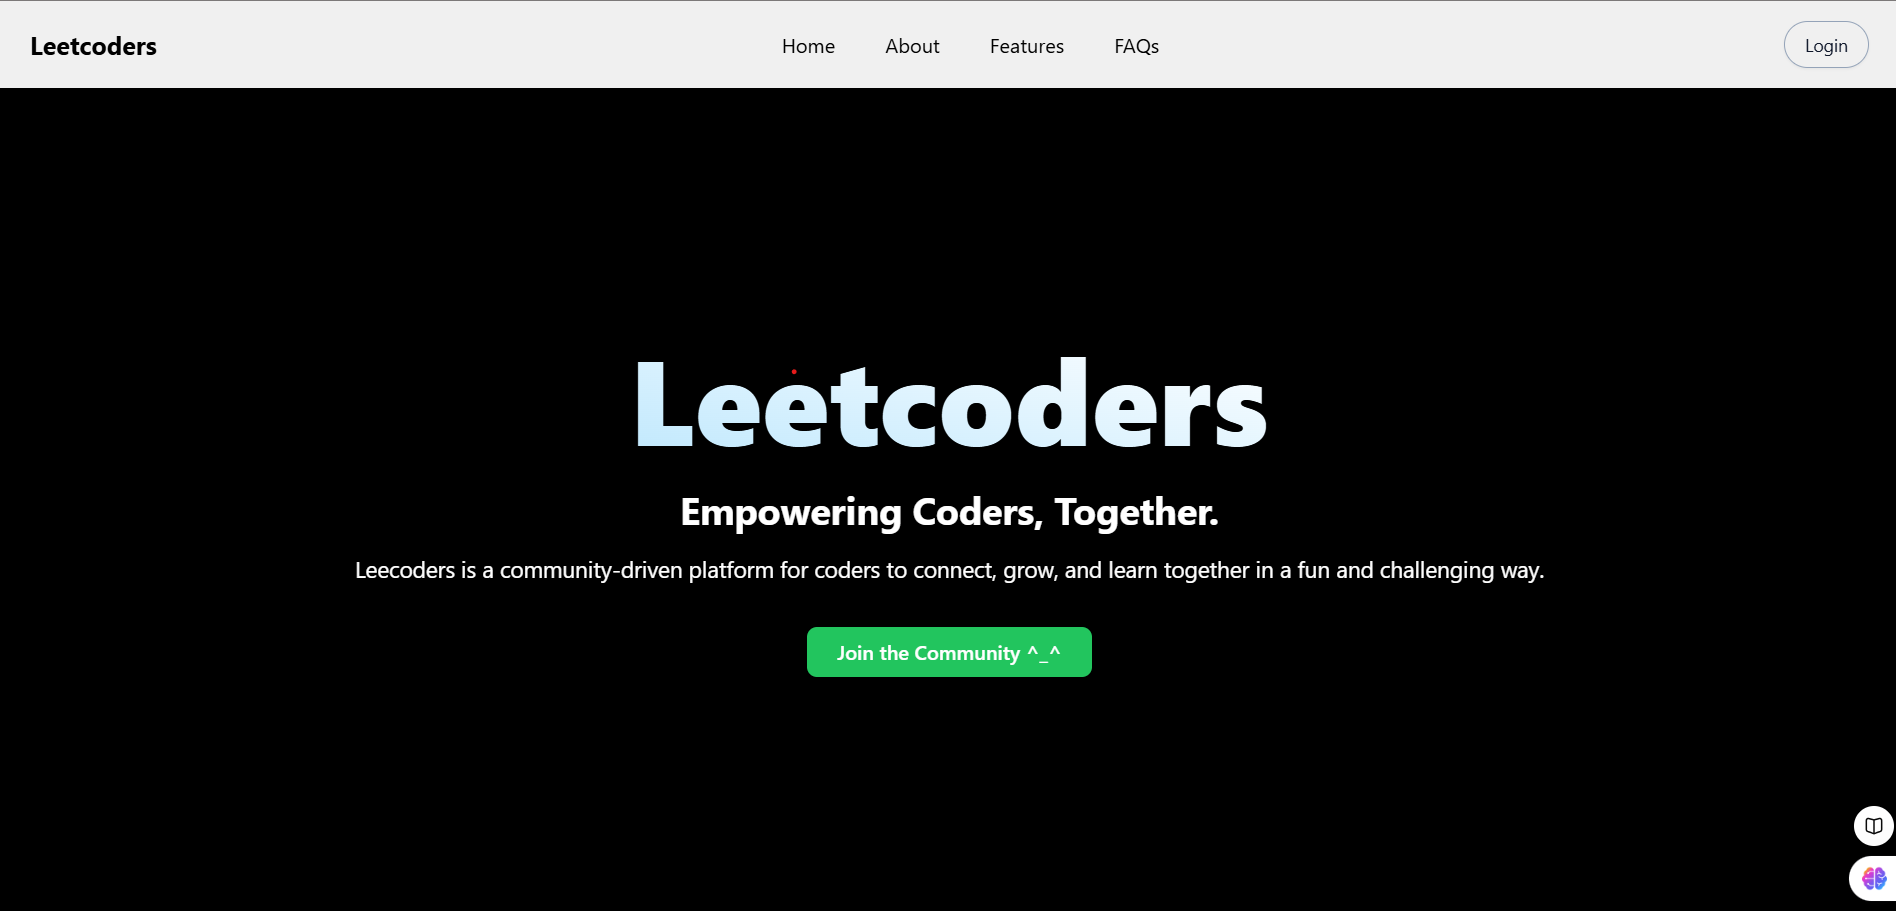 Leetcoders Home About Features FAQs Login
Leetcoders
Empowering Coders, Together.
Leecoders is a community-driven platform for coders to connect, grow, and learn together in a fun and challenging way.
Join the Community ^_^